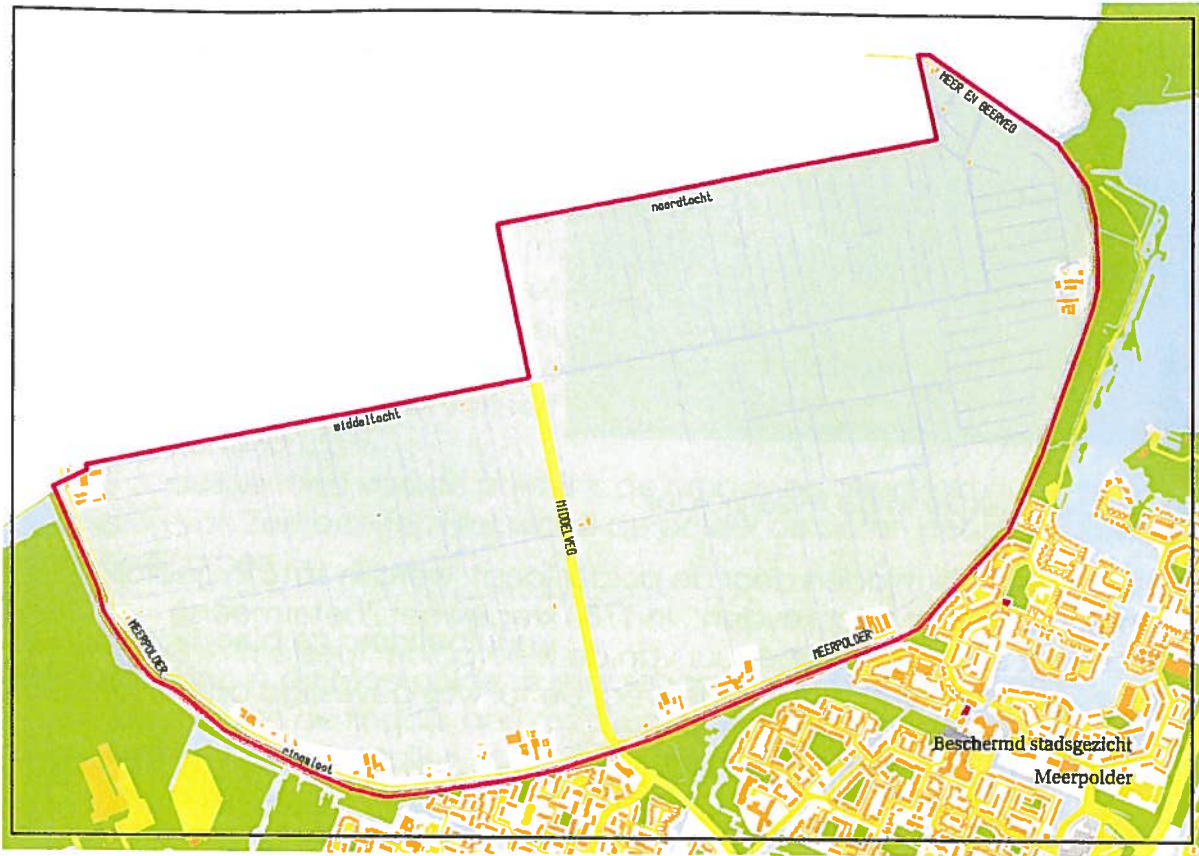 MEER EN BEERWEG
noordtocht
middeltocht
MIDDELWEG
MEERPOLDER
MEERPOLDER
ringsloot
Beschermd stadsgezicht
Meerpolder